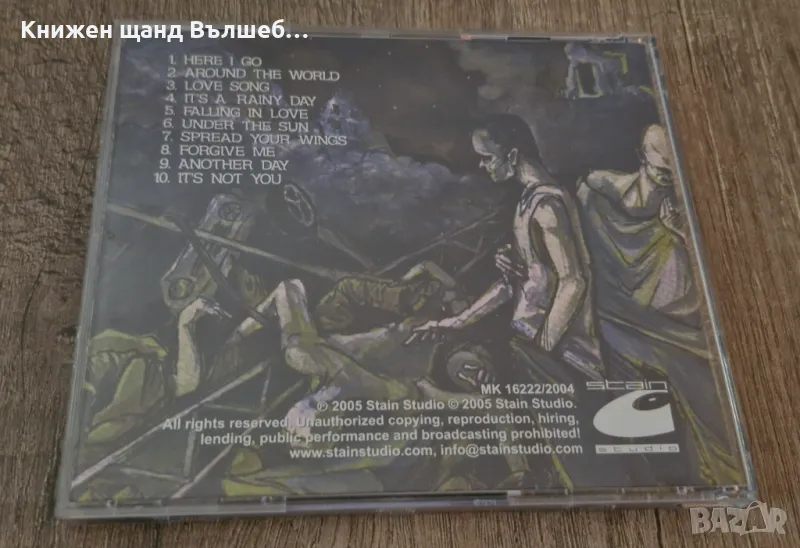 Книжен щанд Вълшеб...
1. HERE I GO
2. AROUND THE WORLD
3. LOVE SONG
4. IT'S A RAINY DAY
5. FALLING IN LOVE
6. UNDER THE SUN
7. SPREAD YOUR WINGS
8. FORGIVE ME
9. ANOTHER DAY
10. IT'S NOT YOU
MK 16222/2004
℗ 2005 Stain Studio © 2005 Stain Studio.
All rights reserved. Unauthorized copying, reproduction, hiring,
lending, public performance and broadcasting prohibited!
www.stainstudio.com, info@stainstudio.com
stain
studio
BAZAR